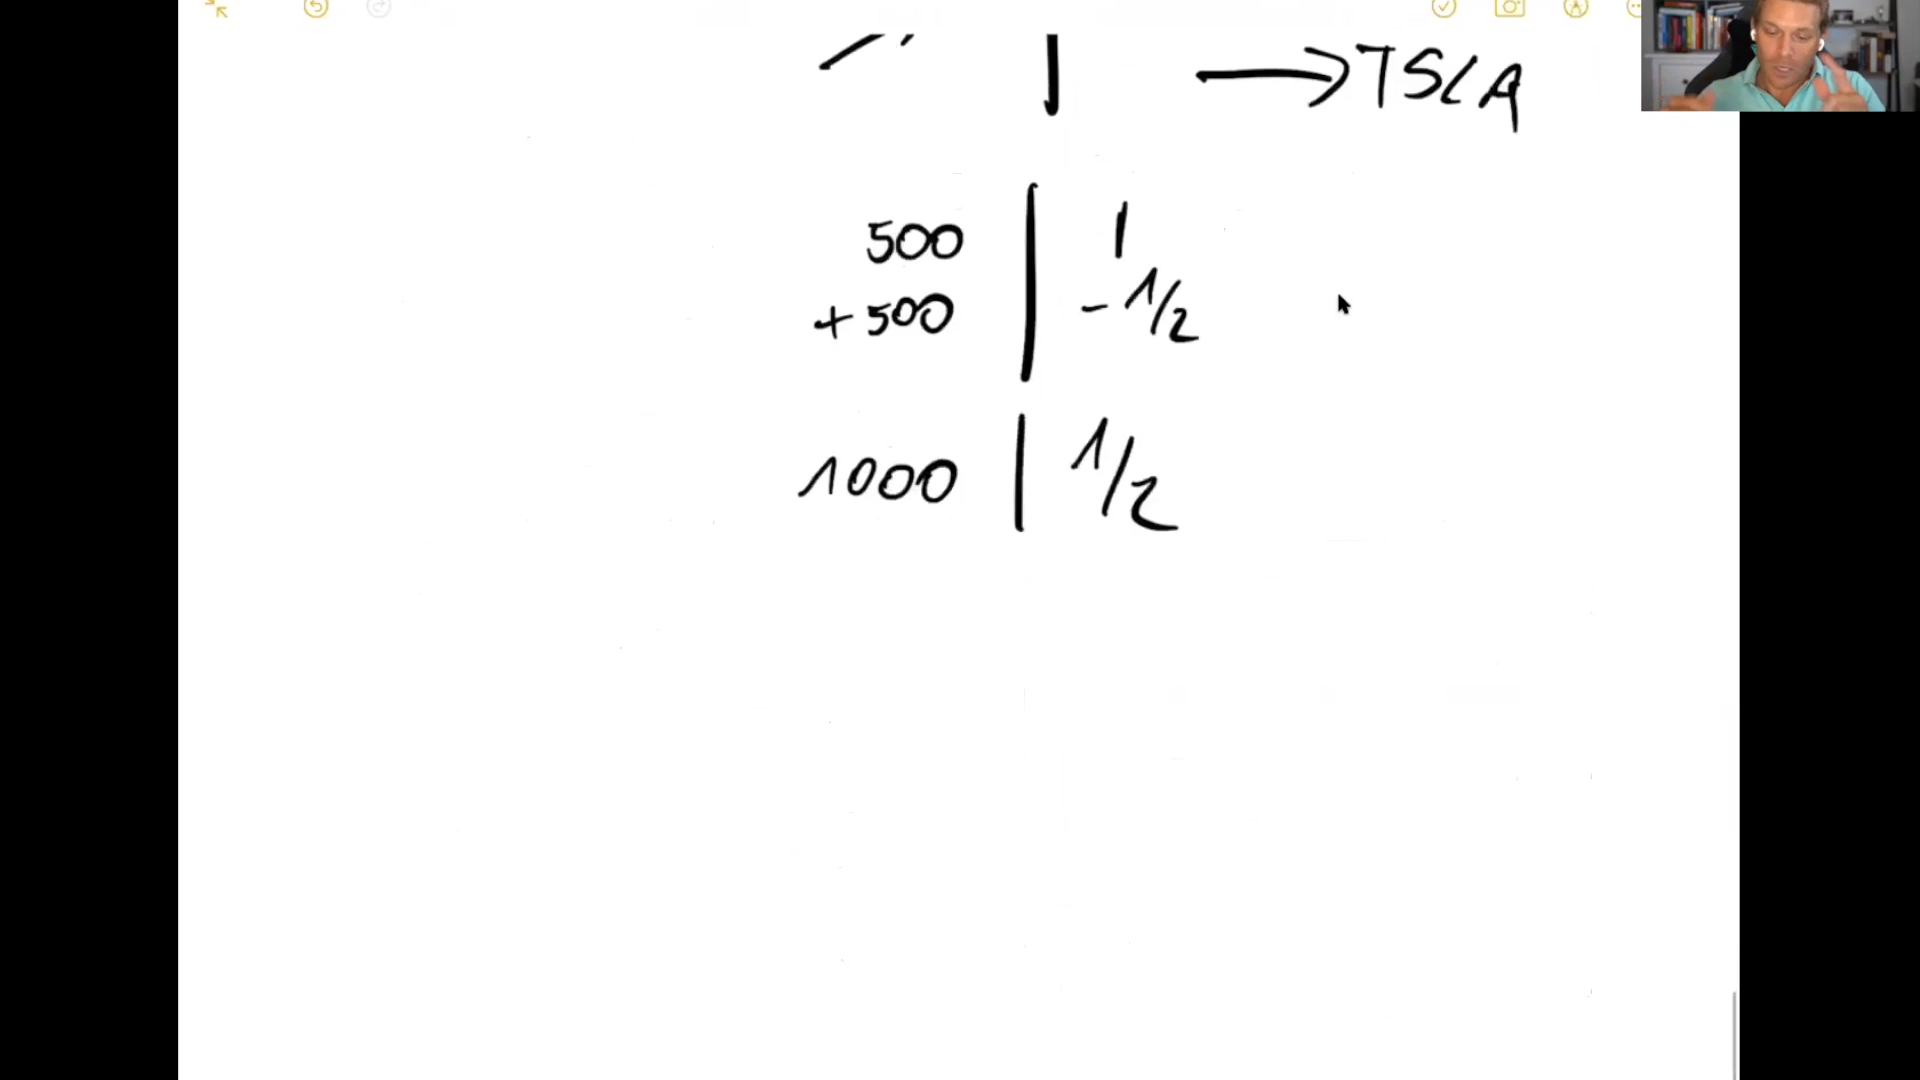 → TSLA
500 | 1
+ 500 | - 1/2
1000 | 1/2